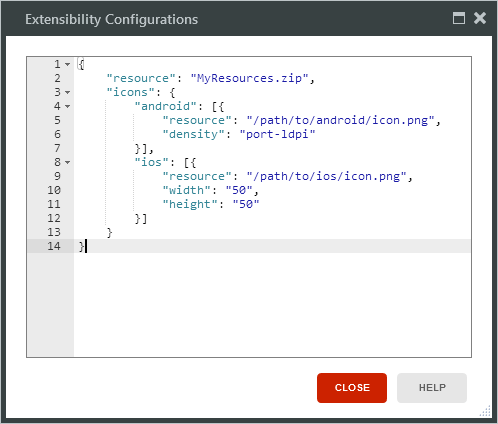 Extensibility Configurations
1 {
2 "resource": "MyResources.zip",
3 "icons": {
4 "android": [{
5 "resource": "/path/to/android/icon.png",
6 "density": "port-ldpi"
7 }],
8 "ios": [{
9 "resource": "/path/to/ios/icon.png",
10 "width": "50",
11 "height": "50"
12 }]
13 }
14 }
CLOSE HELP